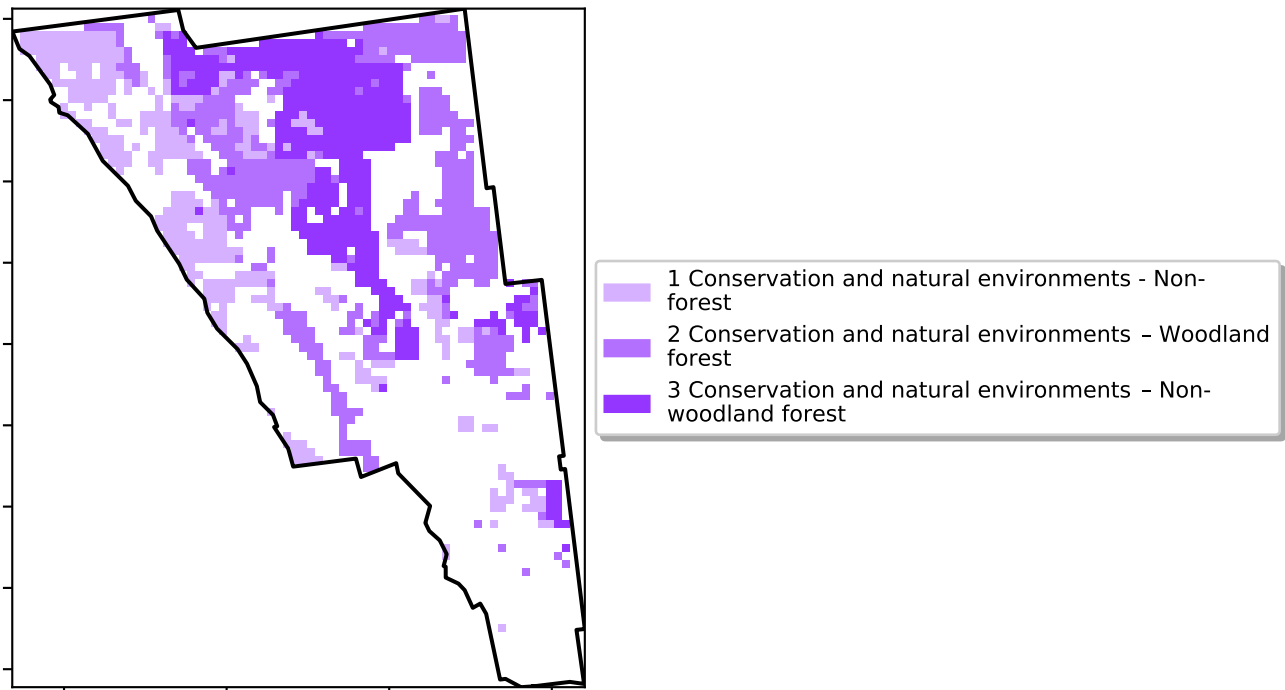 1 Conservation and natural environments - Non-
forest
2 Conservation and natural environments – Woodland
forest
3 Conservation and natural environments – Non-
woodland forest